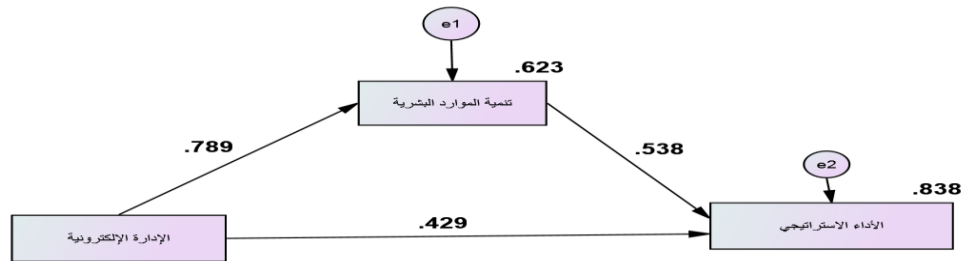 e1
.623
تنمية الموارد البشرية
.789
.538
e2
.838
.429
الإدارة الإلكترونية
الأداء الاستراتيجي